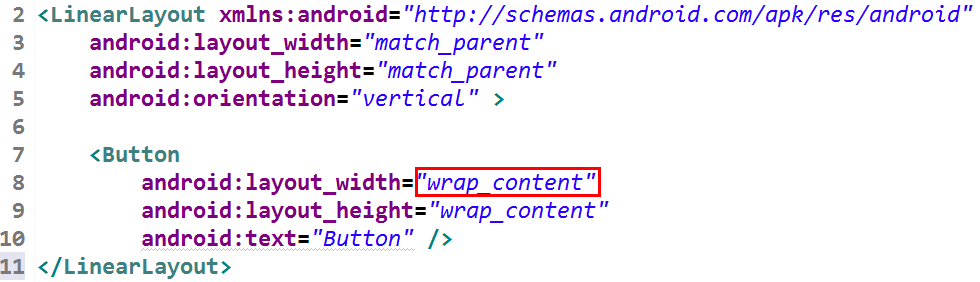 2 <LinearLayout xmlns:android="http://schemas.android.com/apk/res/android"
3 android:layout_width="match_parent"
4 android:layout_height="match_parent"
5 android:orientation="vertical" >
6
7 <Button
8 android:layout_width="wrap_content"
9 android:layout_height="wrap_content"
10 android:text="Button" />
11 </LinearLayout>